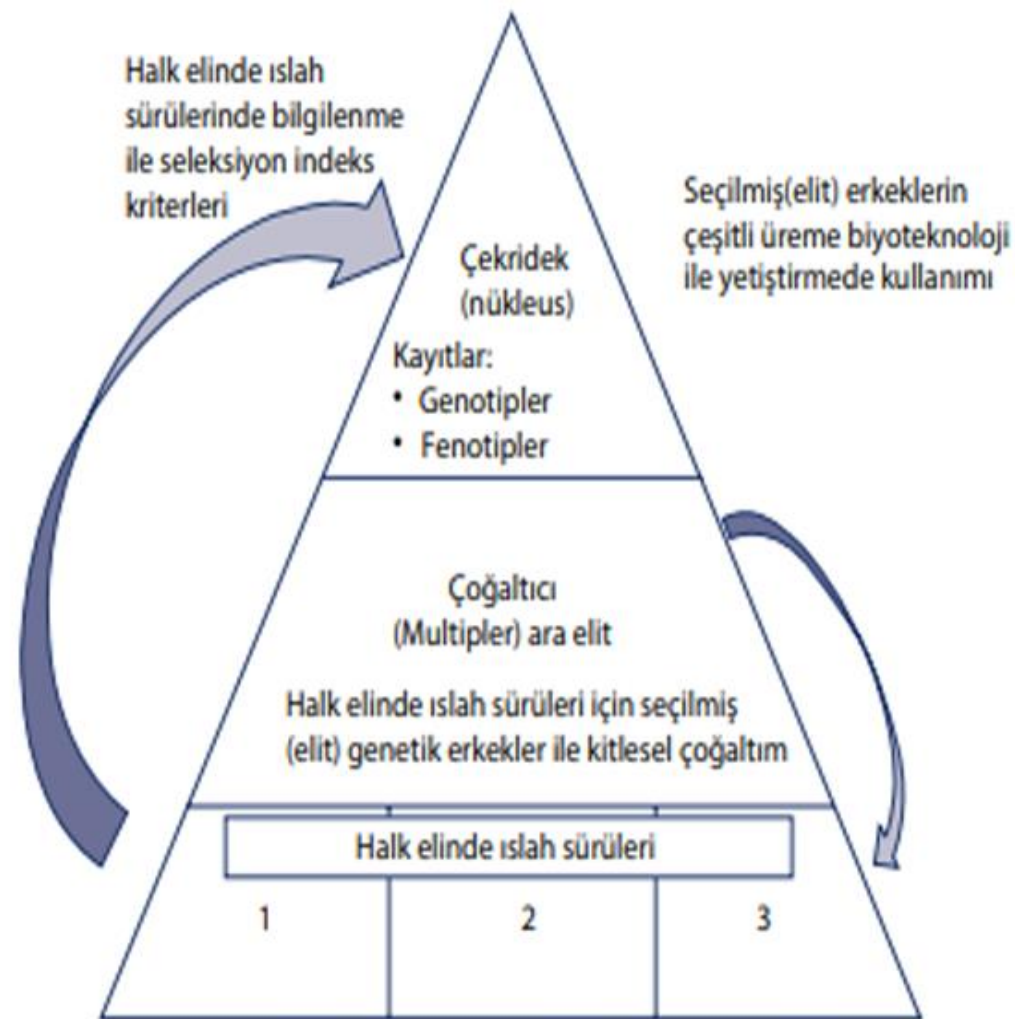 Halk elinde ıslah
sürülerinde bilgilenme
ile seleksiyon indeks
kriterleri
Seçilmiş(elit) erkeklerin
çeşitli üreme biyoteknoloji
ile yetiştirmede kullanımı
Çekridek
(nükleus)
Kayıtlar:
• Genotipler
• Fenotipler
Çoğaltıcı
(Multipler) ara elit
Halk elinde ıslah sürüleri için seçilmiş
(elit) genetik erkekler ile kitlesel çoğaltım
Halk elinde ıslah sürüleri
1 2 3